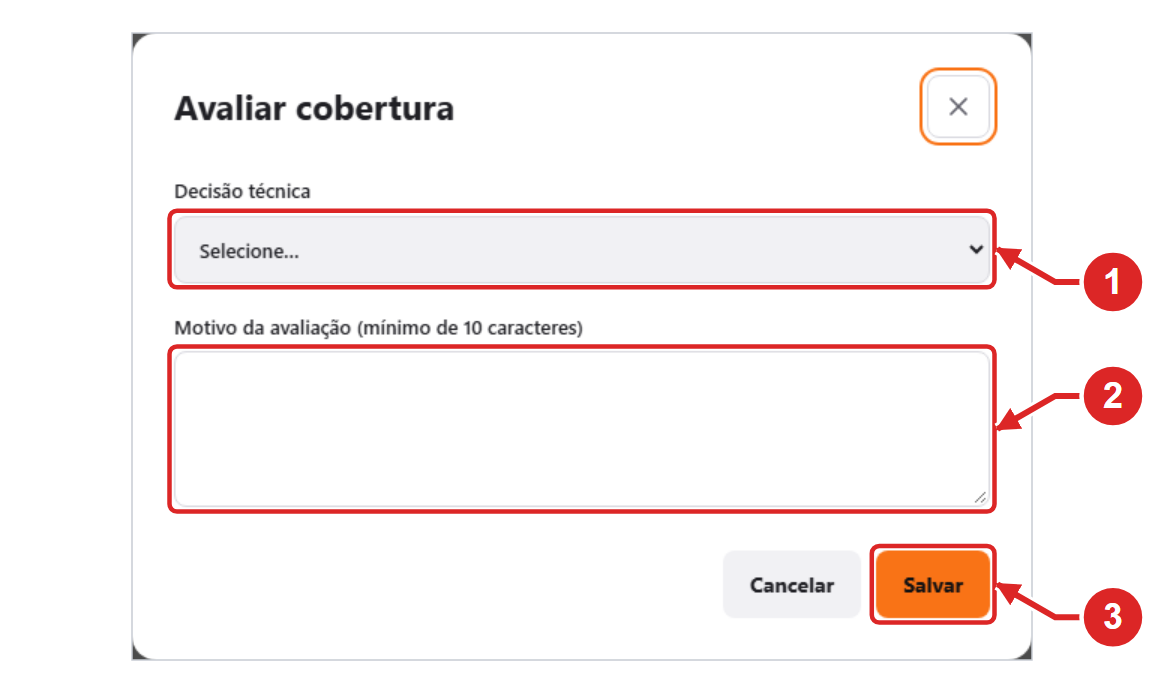 Avaliar cobertura
Decisão técnica
Selecione...
1
Motivo da avaliação (mínimo de 10 caracteres)
2
Cancelar
Salvar
3